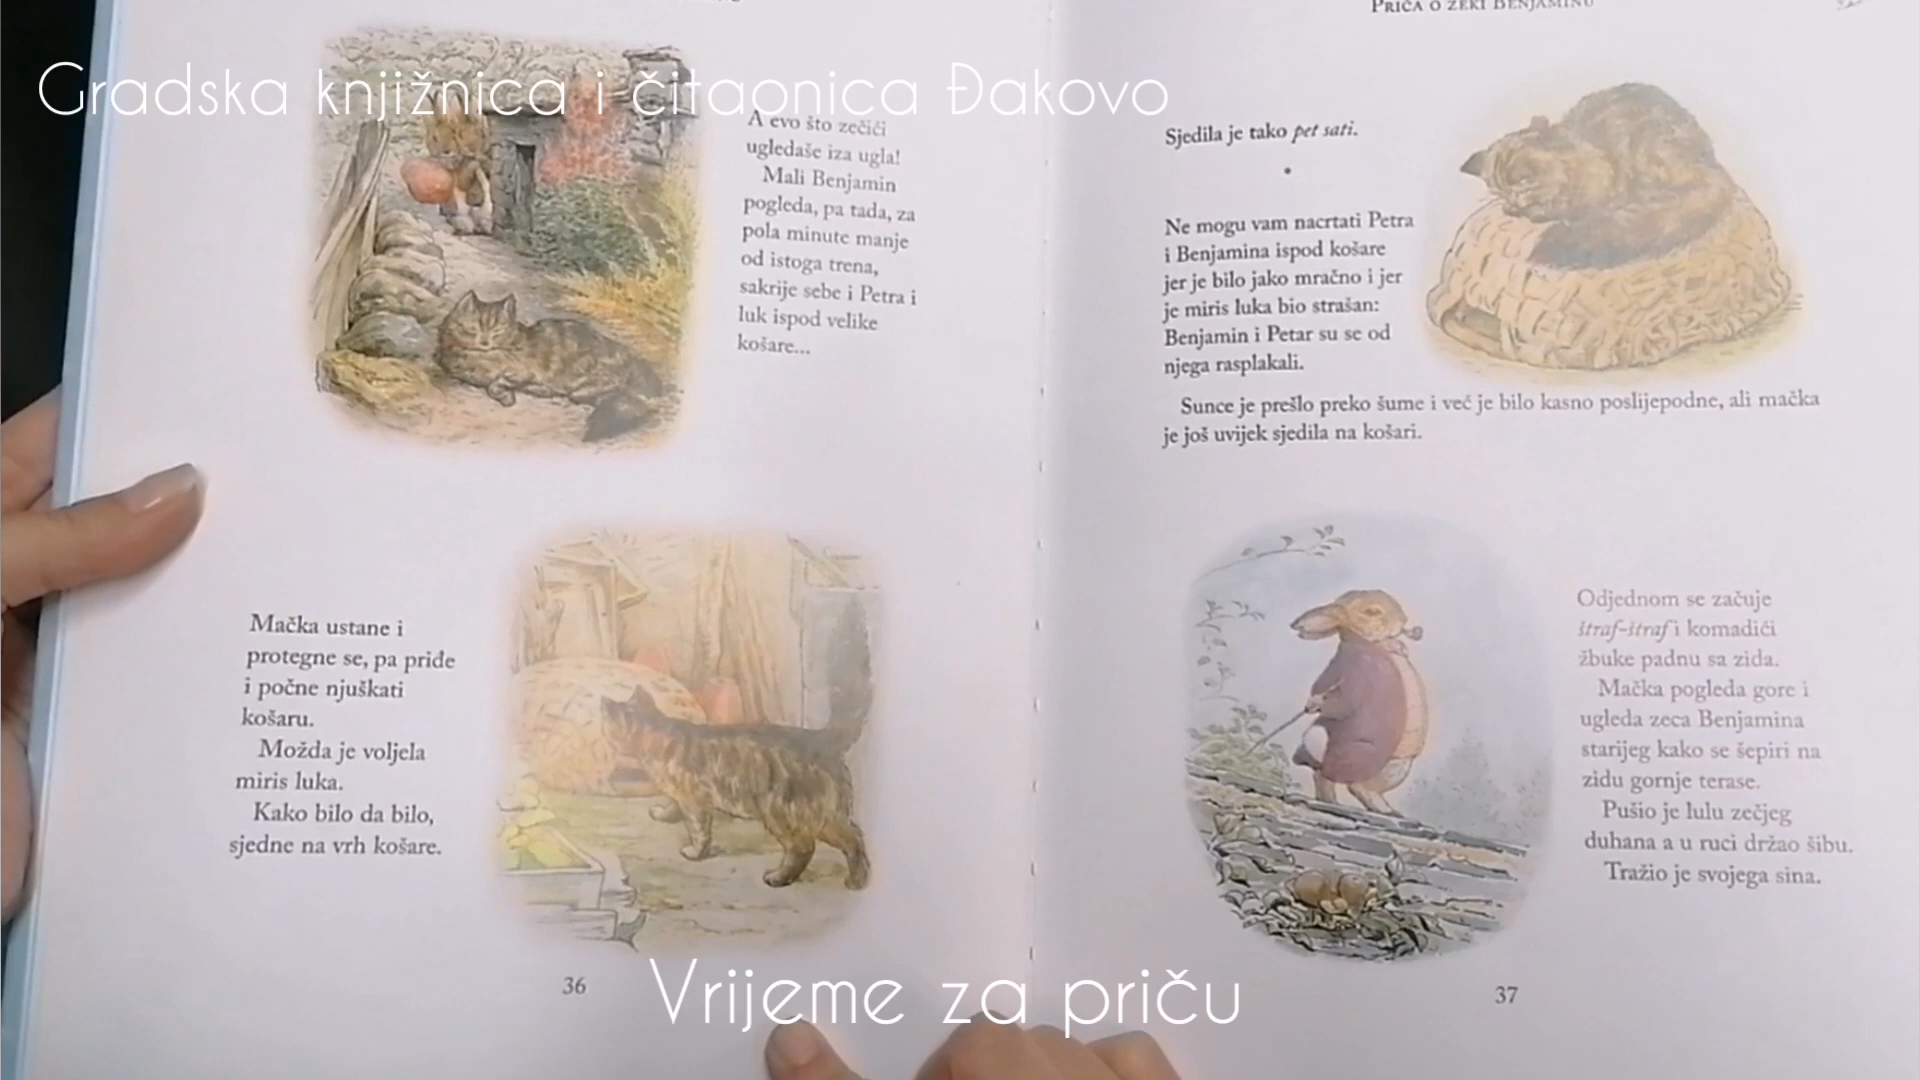 Gradska knjižnica i čitaonica Đakovo
A evo što zečići
ugledaše iza ugla!
Mali Benjamin
pogleda, pa tada, za
pola minute manje
od istoga trena,
sakrije sebe i Petra i
luk ispod velike
košare...
Mačka ustane i
protegne se, pa priđe
i počne njuškati
košaru.
Možda je voljela
miris luka.
Kako bilo da bilo,
sjedne na vrh košare.
36
PRIČA O ZEKI BENJAMINU
Sjedila je tako pet sati.
•
Ne mogu vam nacrtati Petra
i Benjamina ispod košare
jer je bilo jako mračno i jer
je miris luka bio strašan:
Benjamin i Petar su se od
njega rasplakali.
Sunce je prešlo preko šume i već je bilo kasno poslijepodne, ali mačka
je još uvijek sjedila na košari.
Odjednom se začuje
štraf-štraf i komadići
žbuke padnu sa zida.
Mačka pogleda gore i
ugleda zeca Benjamina
starijeg kako se šepiri na
zidu gornje terase.
Pušio je lulu zečjeg
duhana a u ruci držao šibu.
Tražio je svojega sina.
37
Vrijeme za priču